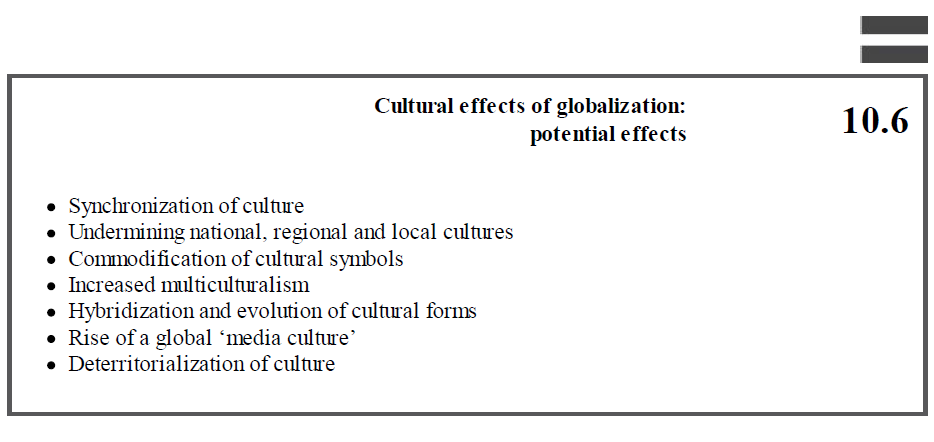 Cultural effects of globalization:
potential effects
10.6
• Synchronization of culture
• Undermining national, regional and local cultures
• Commodification of cultural symbols
• Increased multiculturalism
• Hybridization and evolution of cultural forms
• Rise of a global ‘media culture’
• Deterritorialization of culture